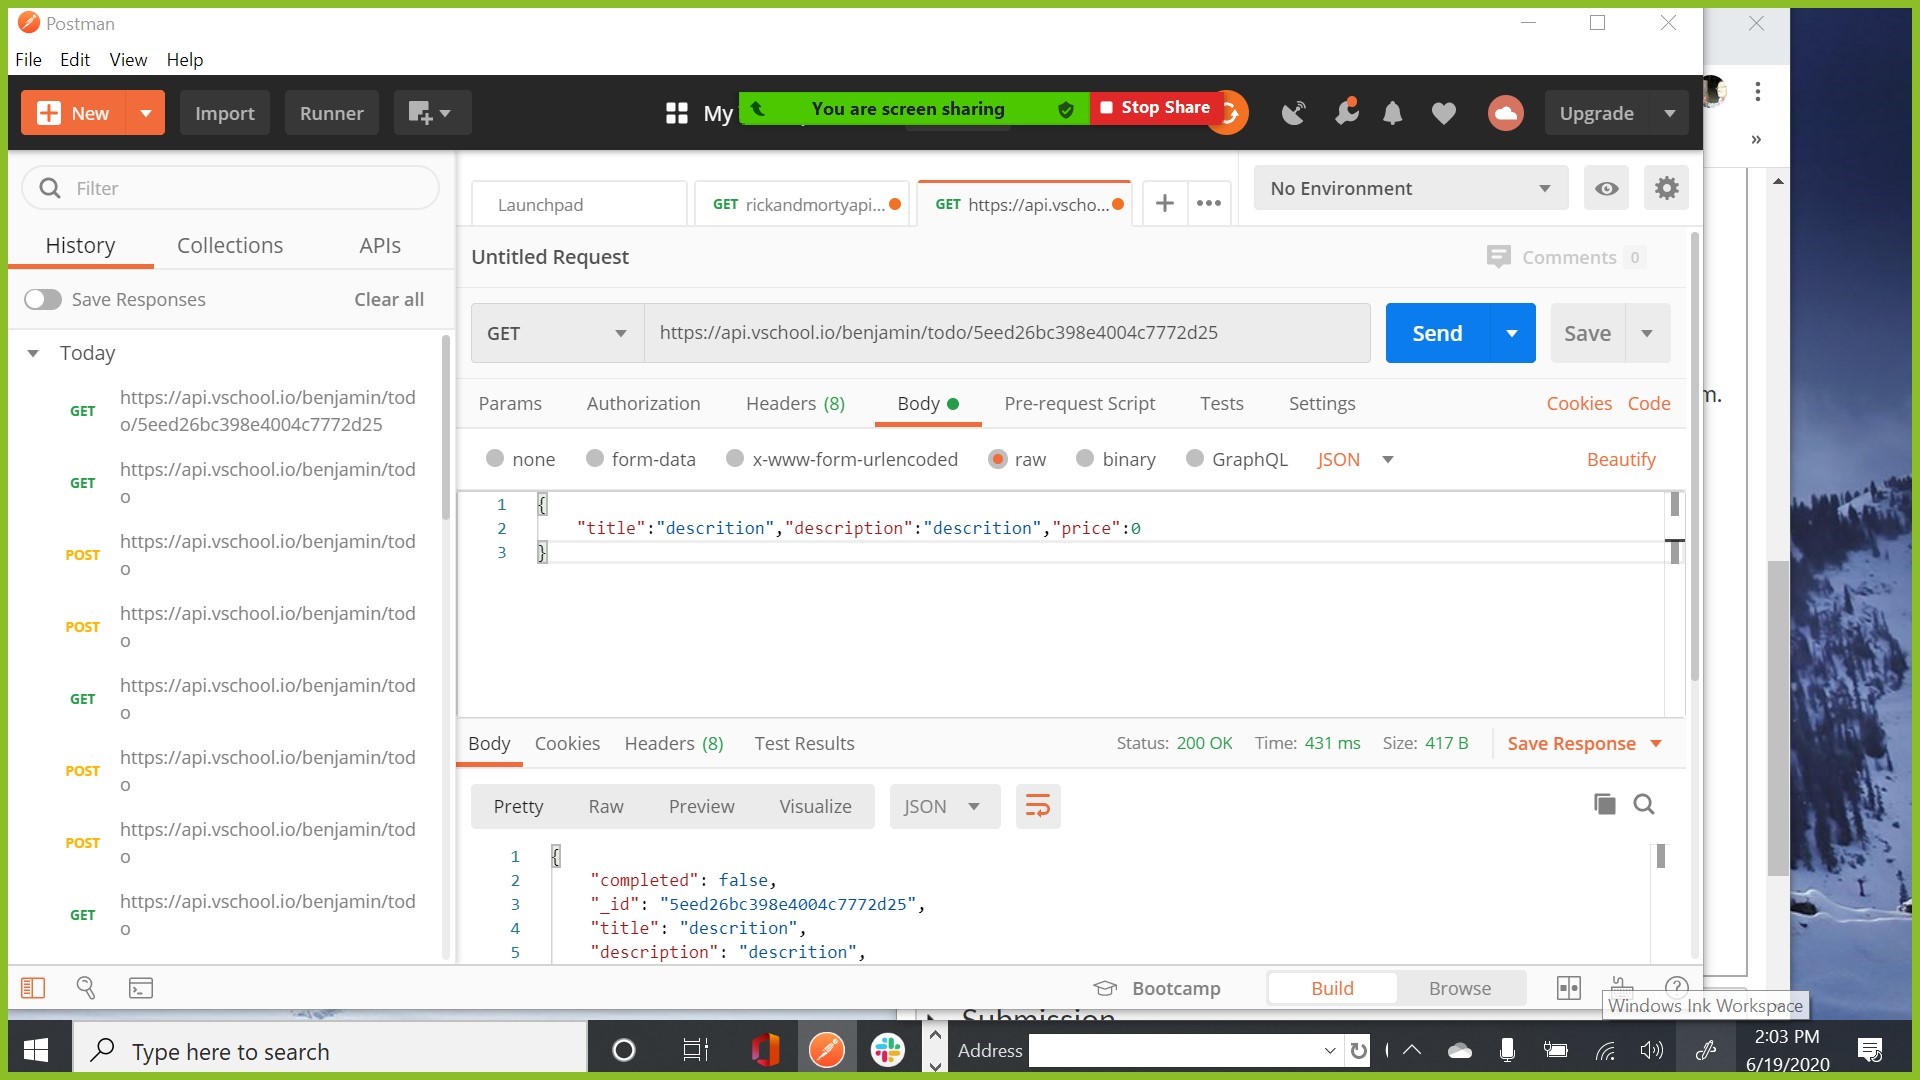 Postman
File Edit View Help
New Import Runner My You are screen sharing Stop Share Upgrade
Filter
Launchpad GET rickandmortyapi... GET https://api.vscho... No Environment
History Collections APIs
Untitled Request Comments 0
Save Responses Clear all
GET https://api.vschool.io/benjamin/todo/5eed26bc398e4004c7772d25 Send Save
Today
Params Authorization Headers (8) Body Pre-request Script Tests Settings Cookies Code
none form-data x-www-form-urlencoded raw binary GraphQL JSON Beautify
GET https://api.vschool.io/benjamin/tod
o/5eed26bc398e4004c7772d25
GET https://api.vschool.io/benjamin/tod
o
POST https://api.vschool.io/benjamin/tod
o
POST https://api.vschool.io/benjamin/tod
o
GET https://api.vschool.io/benjamin/tod
o
POST https://api.vschool.io/benjamin/tod
o
POST https://api.vschool.io/benjamin/tod
o
GET https://api.vschool.io/benjamin/tod
o
1 {
2 "title":"descrition","description":"descrition","price":0
3 }
Body Cookies Headers (8) Test Results Status: 200 OK Time: 431 ms Size: 417 B Save Response
Pretty Raw Preview Visualize JSON
1 {
2 "completed": false,
3 "_id": "5eed26bc398e4004c7772d25",
4 "title": "descrition",
5 "description": "descrition",
Bootcamp Build Browse
Windows Ink Workspace
Submission
Type here to search Address 2:03 PM
6/19/2020